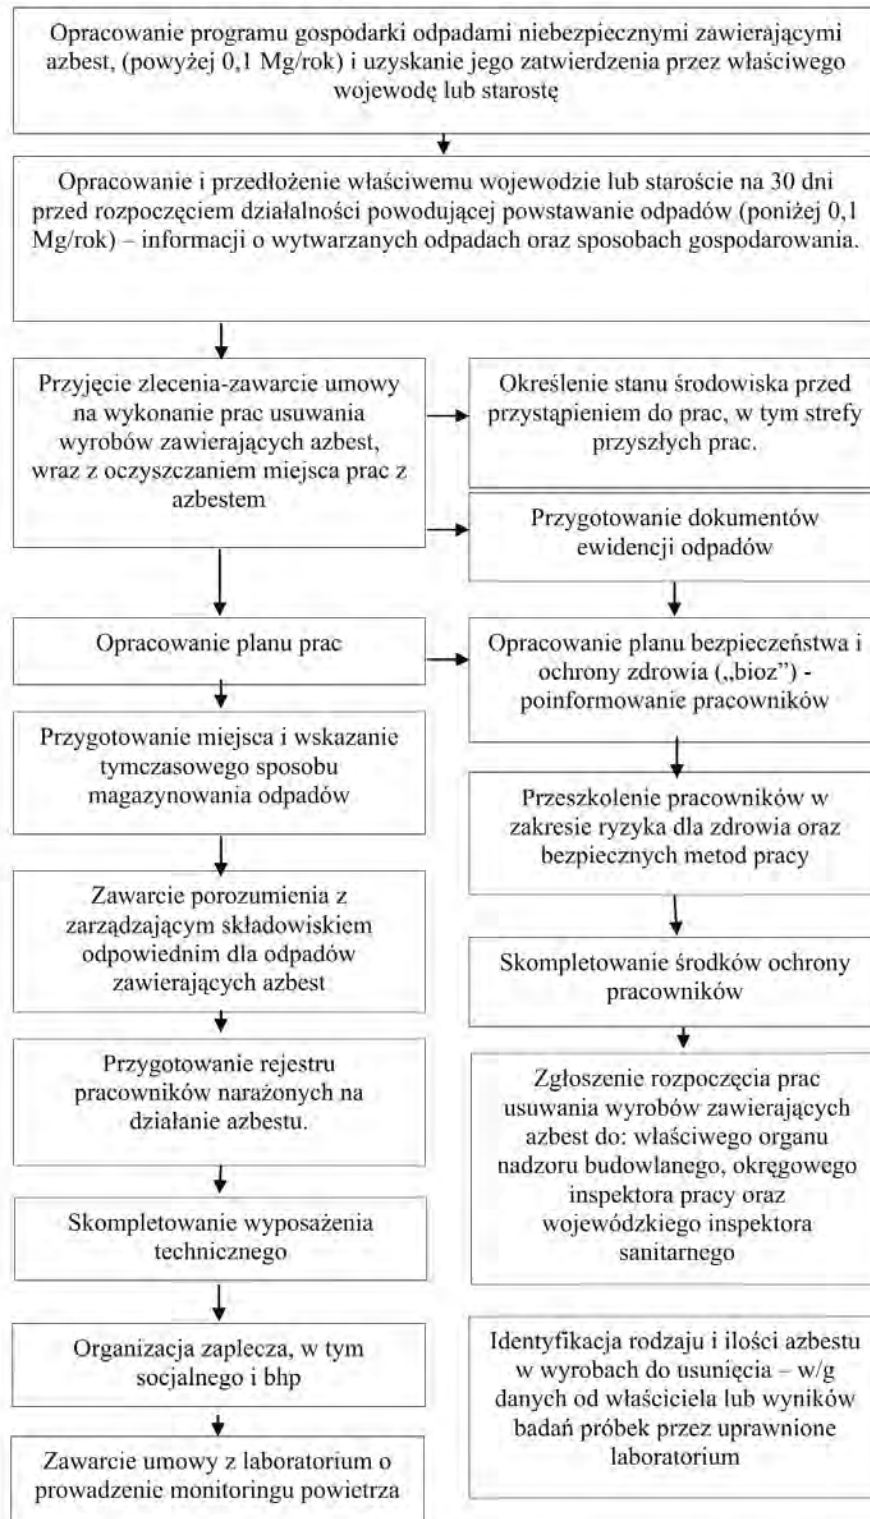 Opracowanie programu gospodarki odpadami niebezpiecznymi zawierającymi
azbest, (powyżej 0,1 Mg/rok) i uzyskanie jego zatwierdzenia przez właściwego
wojewodę lub starostę
Opracowanie i przedłożenie właściwemu wojewodzie lub staroście na 30 dni
przed rozpoczęciem działalności powodującej powstawanie odpadów (poniżej 0,1
Mg/rok) – informacji o wytwarzanych odpadach oraz sposobach gospodarowania.
Przyjęcie zlecenia-zawarcie umowy
na wykonanie prac usuwania
wyrobów zawierających azbest,
wraz z oczyszczaniem miejsca prac z
azbestem
Określenie stanu środowiska przed
przystąpieniem do prac, w tym strefy
przyszłych prac.
Przygotowanie dokumentów
ewidencji odpadów
Opracowanie planu prac
Opracowanie planu bezpieczeństwa i
ochrony zdrowia („bioz”) -
poinformowanie pracowników
Przygotowanie miejsca i wskazanie
tymczasowego sposobu
magazynowania odpadów
Przeszkolenie pracowników w
zakresie ryzyka dla zdrowia oraz
bezpiecznych metod pracy
Zawarcie porozumienia z
zarządzającym składowiskiem
odpowiednim dla odpadów
zawierających azbest
Skompletowanie środków ochrony
pracowników
Przygotowanie rejestru
pracowników narażonych na
działanie azbestu.
Zgłoszenie rozpoczęcia prac
usuwania wyrobów zawierających
azbest do: właściwego organu
nadzoru budowlanego, okręgowego
inspektora pracy oraz
wojewódzkiego inspektora
sanitarnego
Skompletowanie wyposażenia
technicznego
Organizacja zaplecza, w tym
socjalnego i bhp
Identyfikacja rodzaju i ilości azbestu
w wyrobach do usunięcia – w/g
danych od właściciela lub wyników
badań próbek przez uprawnione
laboratorium
Zawarcie umowy z laboratorium o
prowadzenie monitoringu powietrza